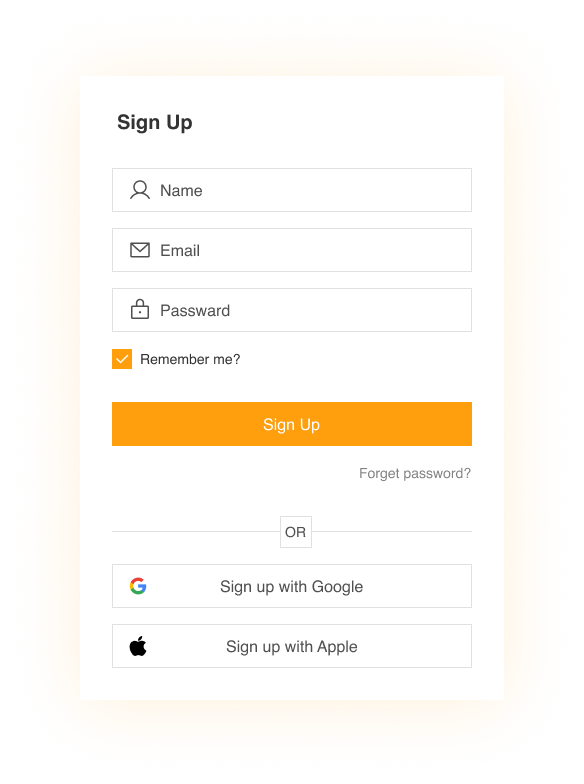 Sign Up
Name
Email
Passward
Remember me?
Sign Up
Forget password?
OR
Sign up with Google
Sign up with Apple